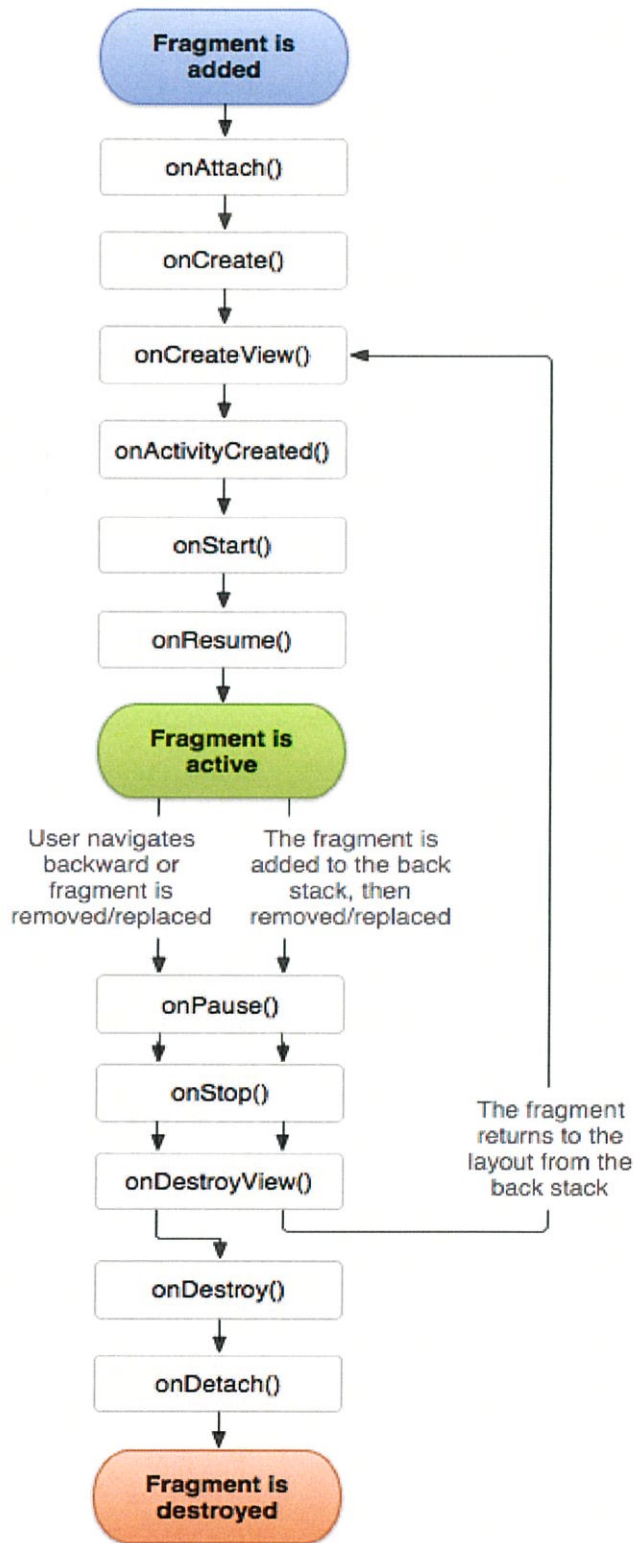 Fragment is
added
onAttach()
onCreate()
onCreateView()
onActivityCreated()
onStart()
onResume()
Fragment is
active
User navigates
backward or
fragment is
removed/replaced
The fragment is
added to the back
stack, then
removed/replaced
onPause()
onStop()
The fragment
returns to the
layout from the
back stack
onDestroyView()
onDestroy()
onDetach()
Fragment is
destroyed